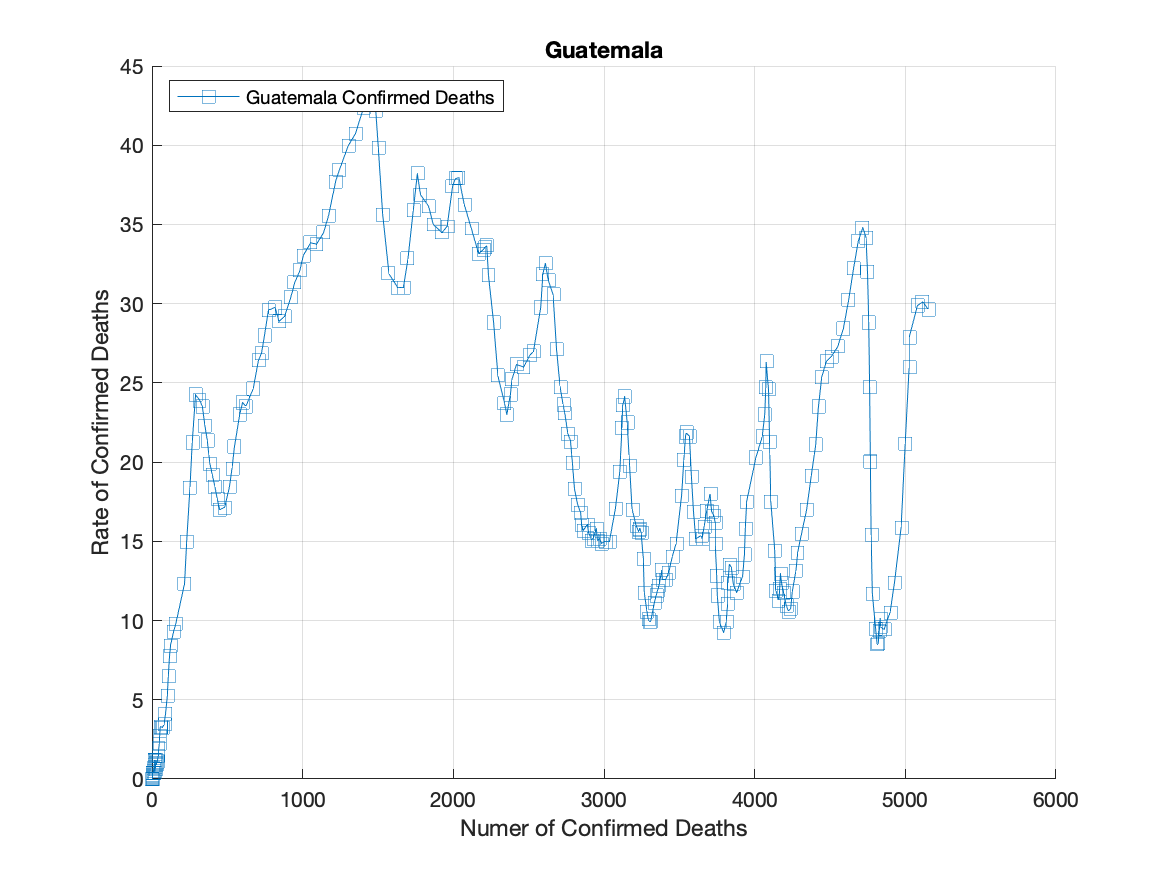 Guatemala
45
Guatemala Confirmed Deaths
40
35
30
25
20
15
10
5
0
Rate of Confirmed Deaths
0 1000 2000 3000 4000 5000 6000
Numer of Confirmed Deaths